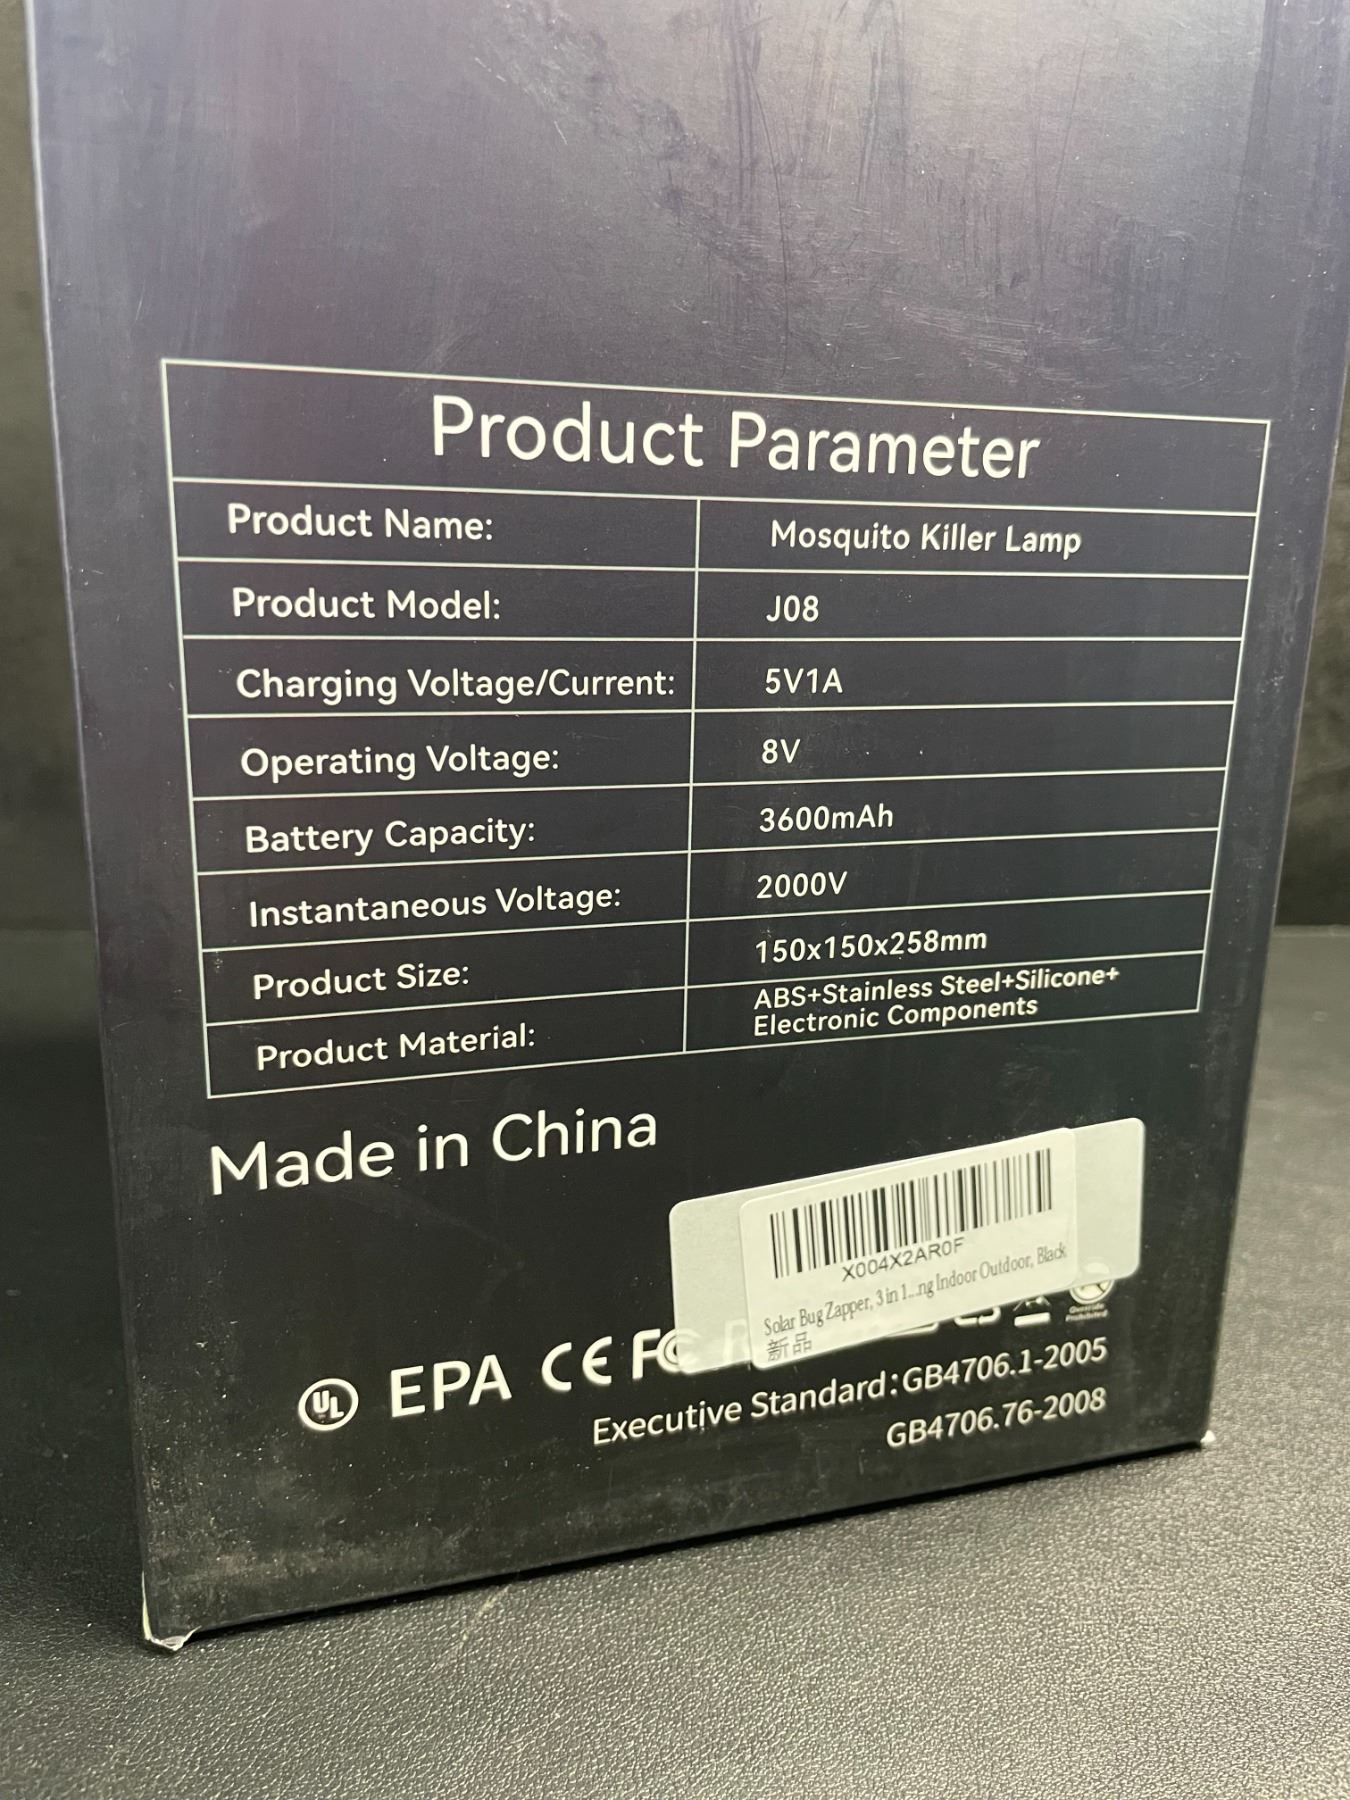 Product Parameter
Product Name: Mosquito Killer Lamp
Product Model: J08
Charging Voltage/Current: 5V1A
Operating Voltage: 8V
Battery Capacity: 3600mAh
Instantaneous Voltage: 2000V
Product Size: 150x150x258mm
Product Material: ABS+Stainless Steel+Silicone+
Electronic Components
Made in China
X004X2AR0F
Solar Bug Zapper, 3 in 1...ng Indoor Outdoor, Black
新品
UL EPA CE FC
Executive Standard:GB4706.1-2005
GB4706.76-2008